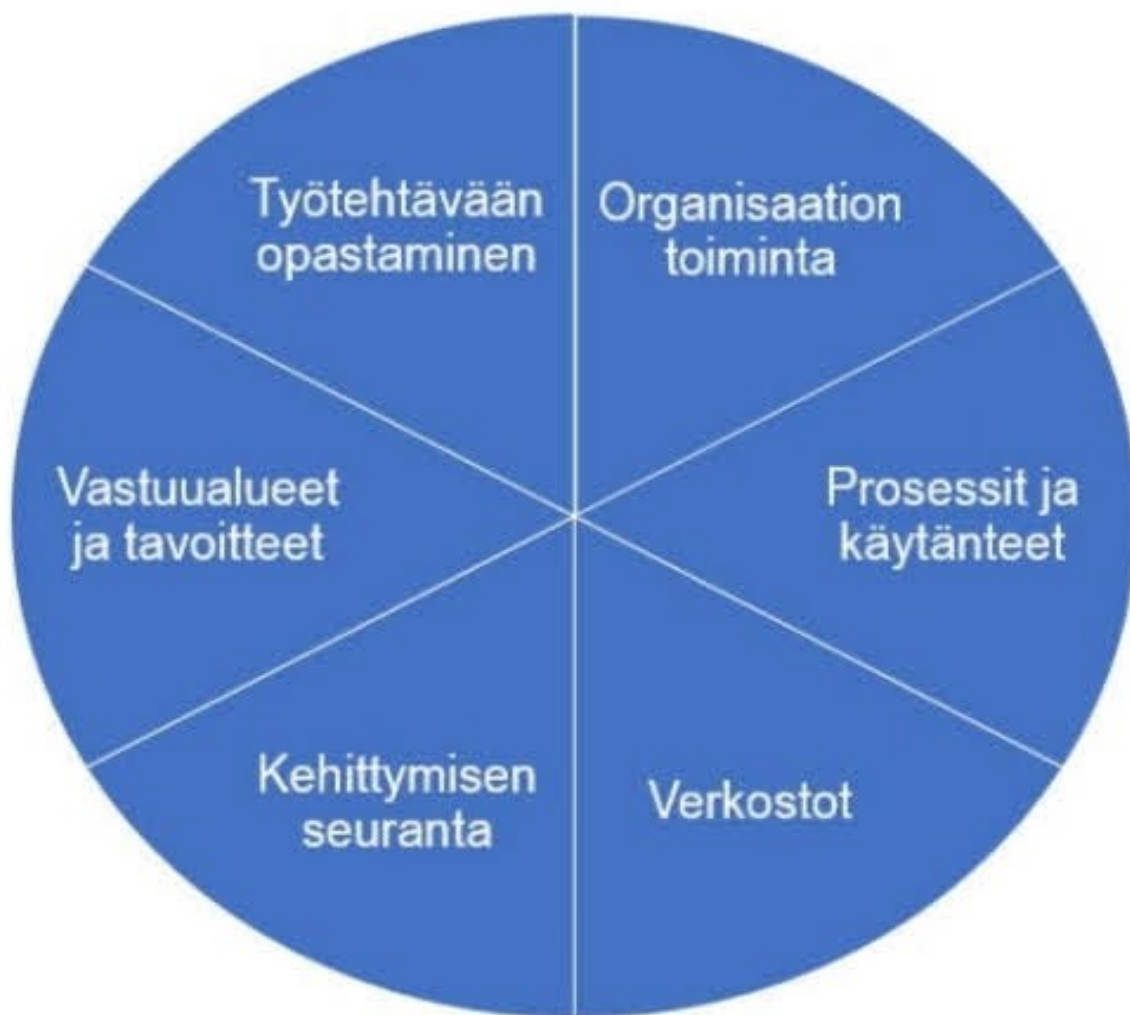 Työtehtävään
opastaminen
Organisaation
toiminta
Vastuualueet
ja tavoitteet
Prosessit ja
käytänteet
Kehittymisen
seuranta
Verkostot